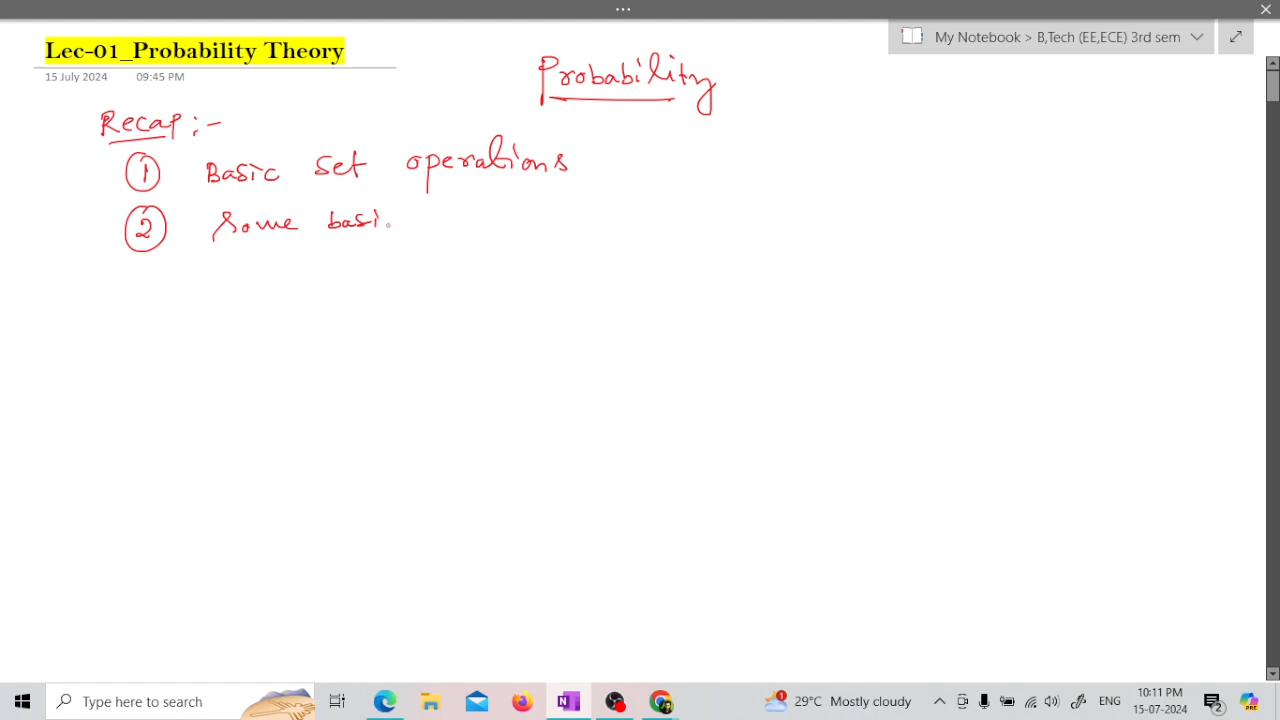 ...
Lec-01_Probability Theory
My Notebook > B,Tech (EE,ECE) 3rd sem
15 July 2024 09:45 PM
Probability
Recap :-
1 Basic set operations
2 Some basi
Type here to search
1
29°C Mostly cloudy
ENG
10:11 PM
15-07-2024
2